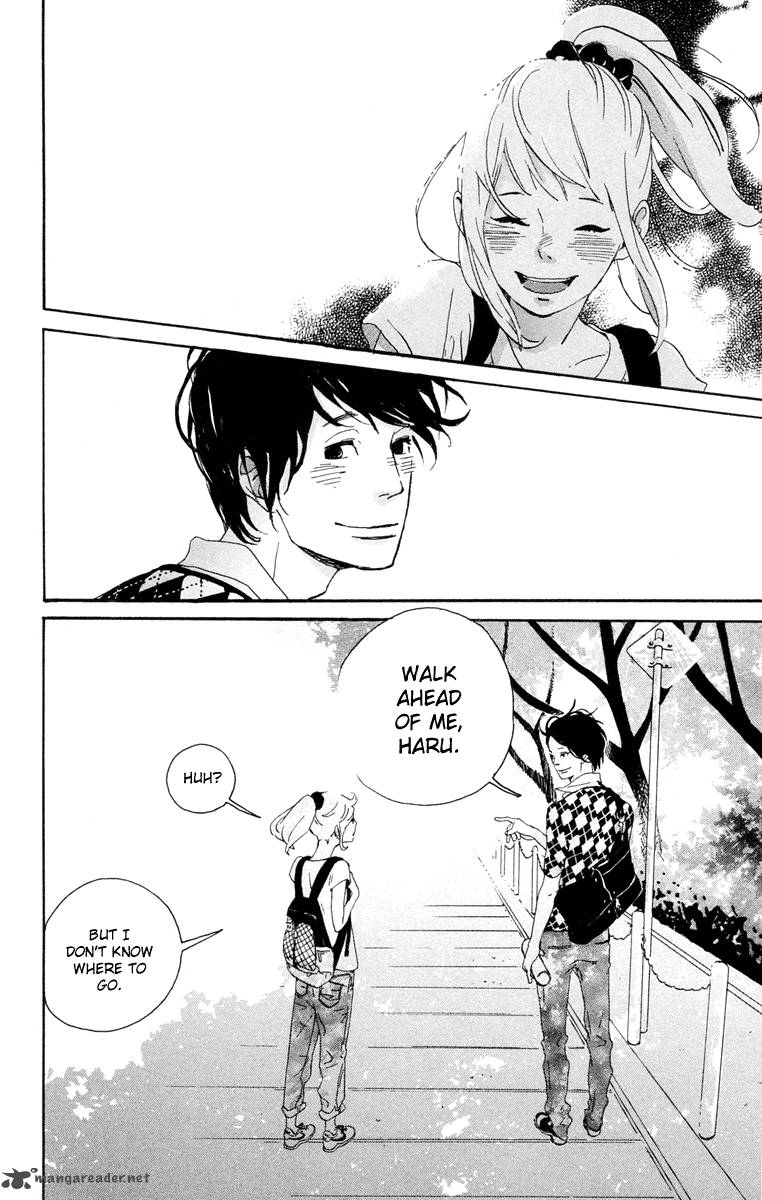 WALK
AHEAD
OF ME,
HARU.
HUH?
BUT I
DON'T KNOW
WHERE TO
GO.
mangareader.net